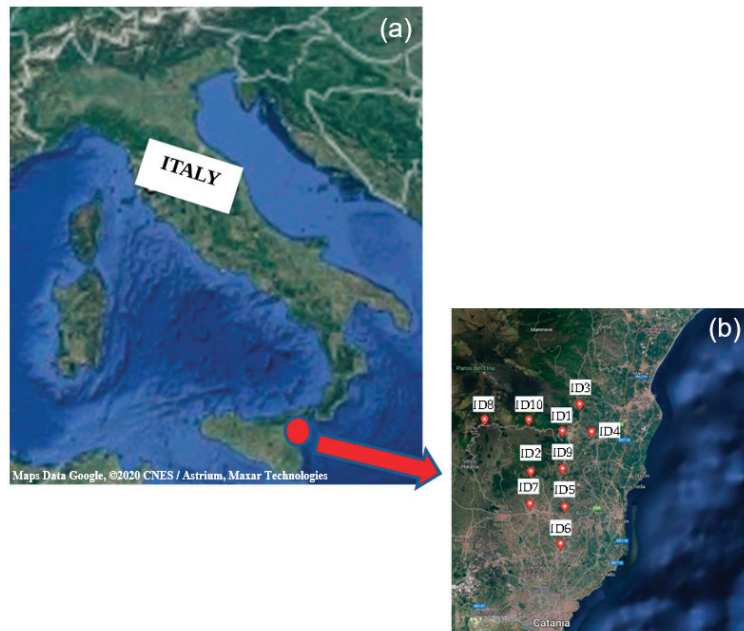 (a)
ITALY
Maps Data Google, ©2020 CNES / Astrium, Maxar Technologies
(b)
ID3
ID8
ID10
ID1
ID4
ID2
ID9
ID7
ID5
ID6
Catania